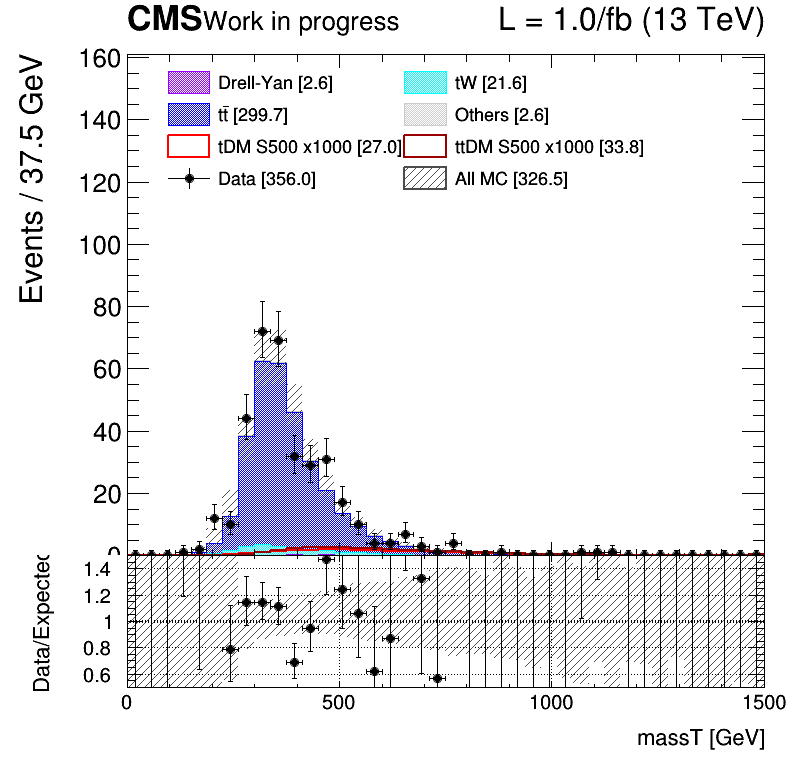 CMS Work in progress L = 1.0/fb (13 TeV)
Events / 37.5 GeV
160
140
120
100
80
60
40
20
0
Drell-Yan [2.6] tW [21.6]
tt̄ [299.7] Others [2.6]
tDM S500 x1000 [27.0] ttDM S500 x1000 [33.8]
Data [356.0] All MC [326.5]
Data/Expected
1.4
1.2
1
0.8
0.6
0 500 1000 1500
massT [GeV]